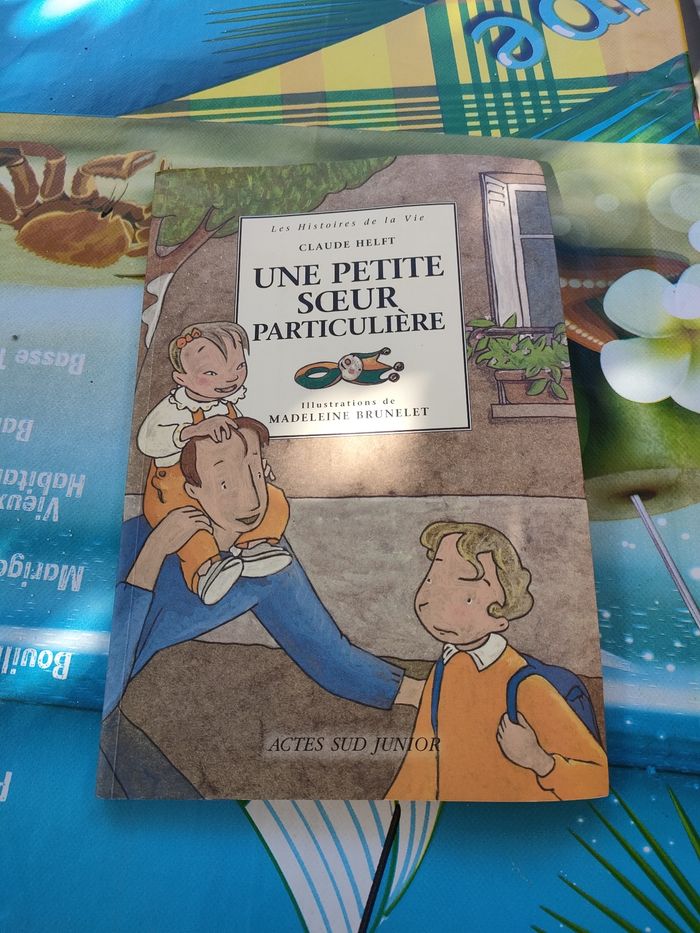 Les Histoires de la Vie
CLAUDE HELFT
UNE PETITE
SŒUR
PARTICULIÈRE
Illustrations de
MADELEINE BRUNELET
ACTES SUD JUNIOR
Basse
Vieux
Habita
Marigo
Bouill